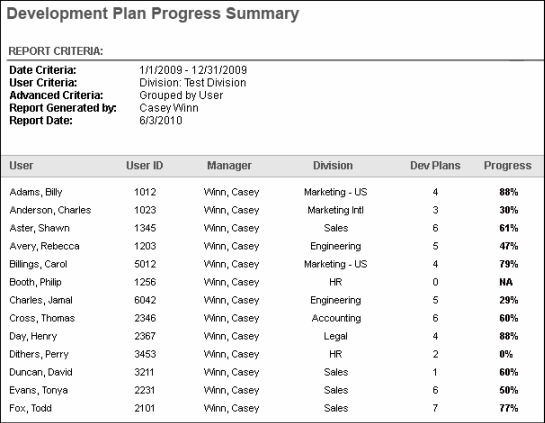 Development Plan Progress Summary
REPORT CRITERIA:
Date Criteria: 1/1/2009 - 12/31/2009
User Criteria: Division: Test Division
Advanced Criteria: Grouped by User
Report Generated by: Casey Winn
Report Date: 6/3/2010
User User ID Manager Division Dev Plans Progress
Adams, Billy 1012 Winn, Casey Marketing - US 4 88%
Anderson, Charles 1023 Winn, Casey Marketing Intl 3 30%
Aster, Shawn 1345 Winn, Casey Sales 6 61%
Avery, Rebecca 1203 Winn, Casey Engineering 5 47%
Billings, Carol 5012 Winn, Casey Marketing - US 4 79%
Booth, Philip 1256 Winn, Casey HR 0 NA
Charles, Jamal 6042 Winn, Casey Engineering 5 29%
Cross, Thomas 2346 Winn, Casey Accounting 6 60%
Day, Henry 2367 Winn, Casey Legal 4 88%
Dithers, Perry 3453 Winn, Casey HR 2 0%
Duncan, David 3211 Winn, Casey Sales 1 60%
Evans, Tonya 2231 Winn, Casey Sales 6 50%
Fox, Todd 2101 Winn, Casey Sales 7 77%